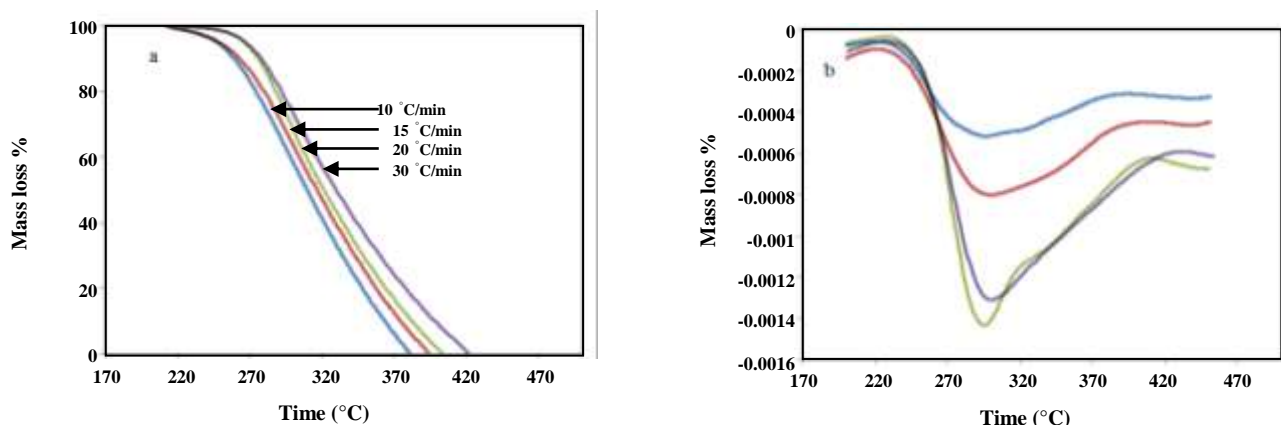 100
80
60
40
20
0
Mass loss %
a
10 °C/min
15 °C/min
20 °C/min
30 °C/min
170 220 270 320 370 420 470
Time (°C)
0
-0.0002
-0.0004
-0.0006
-0.0008
-0.001
-0.0012
-0.0014
-0.0016
Mass loss %
b
170 220 270 320 370 420 470
Time (°C)